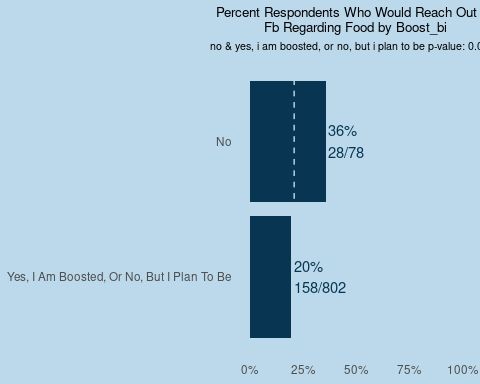 Percent Respondents Who Would Reach Out
Fb Regarding Food by Boost_bi
no & yes, i am boosted, or no, but i plan to be p-value: 0.0
No
36%
28/78
Yes, I Am Boosted, Or No, But I Plan To Be
20%
158/802
0% 25% 50% 75% 100%